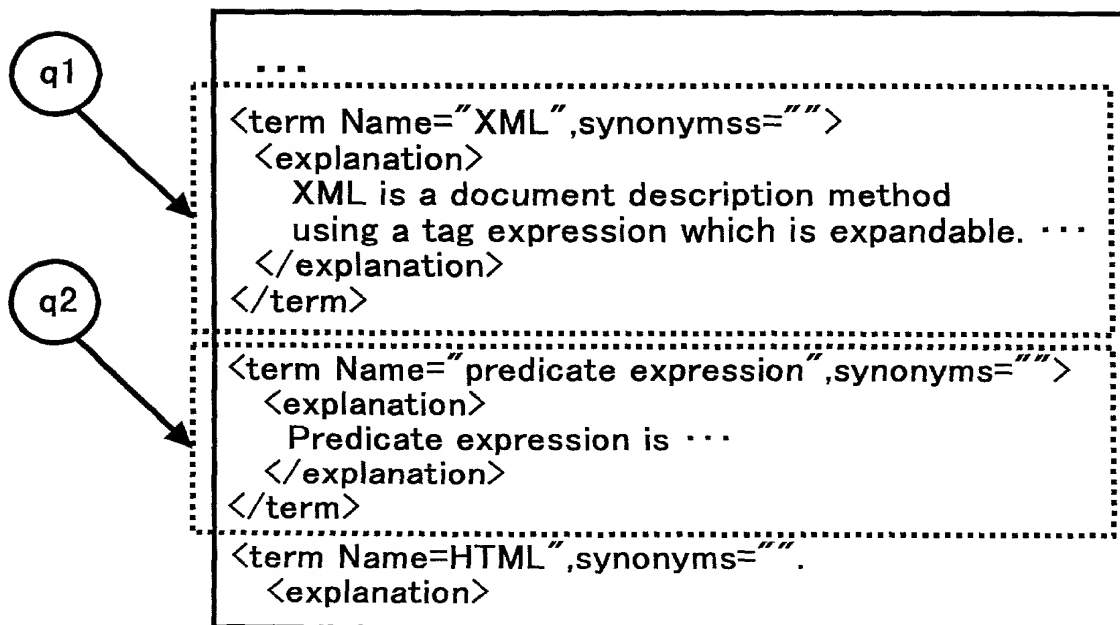 q1
...
<term Name="XML",synonymss="">
<explanation>
XML is a document description method
using a tag expression which is expandable. ...
</explanation>
</term>
q2
<term Name="predicate expression",synonyms="">
<explanation>
Predicate expression is ...
</explanation>
</term>
<term Name=HTML",synonyms="".
<explanation>